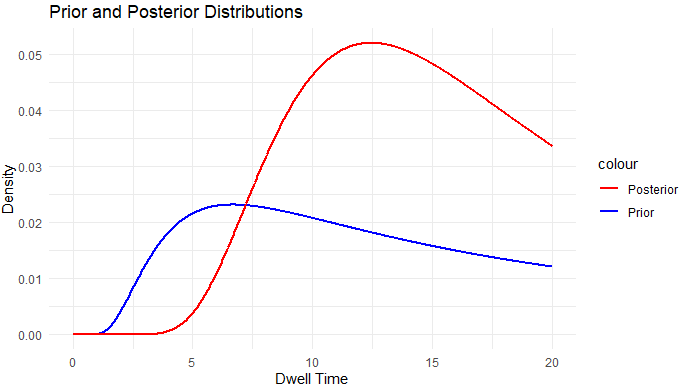 Prior and Posterior Distributions
0.05
0.04
0.03
0.02
0.01
0.00
Density
0 5 10 15 20
Dwell Time
colour
Posterior
Prior